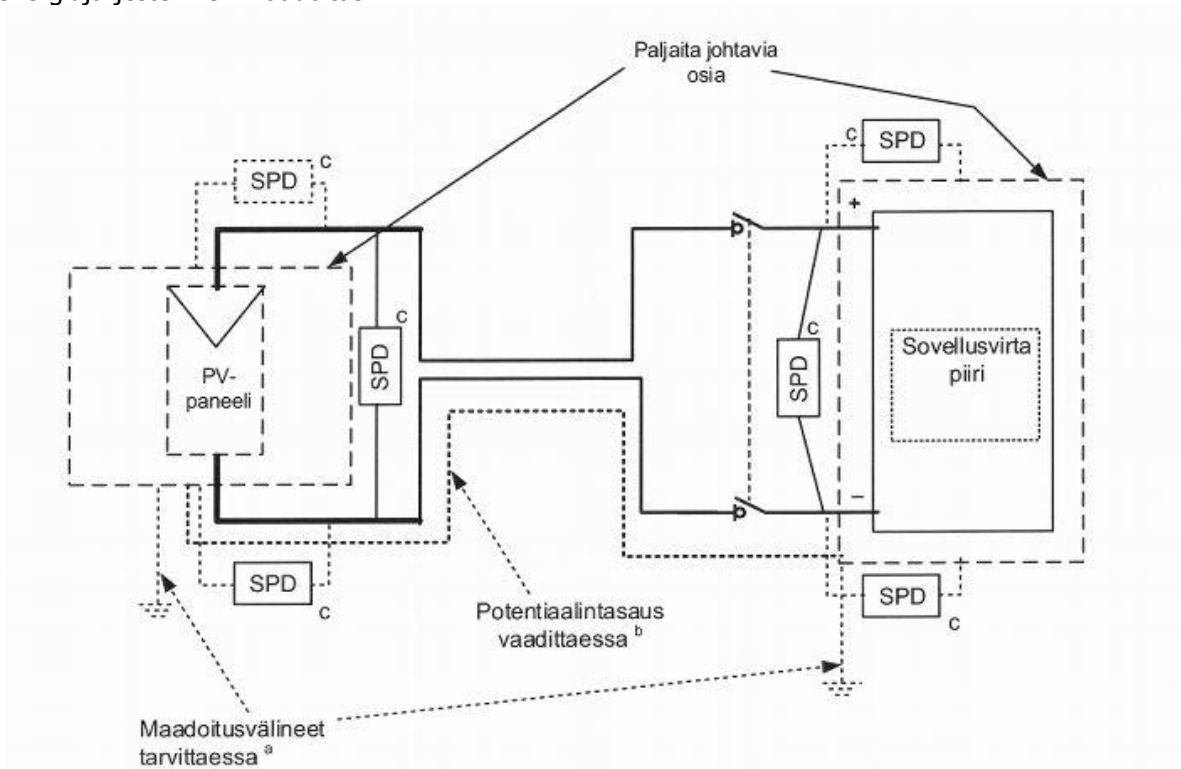 Paljaita johtavia
osia
c
SPD
c
SPD
+
c
SPD
PV-
paneeli
c
SPD
Sovellusvirta
piiri
–
SPD
c
SPD
c
Potentiaalintasaus
vaadittaessa b
Maadoitusvälineet
tarvittaessa a